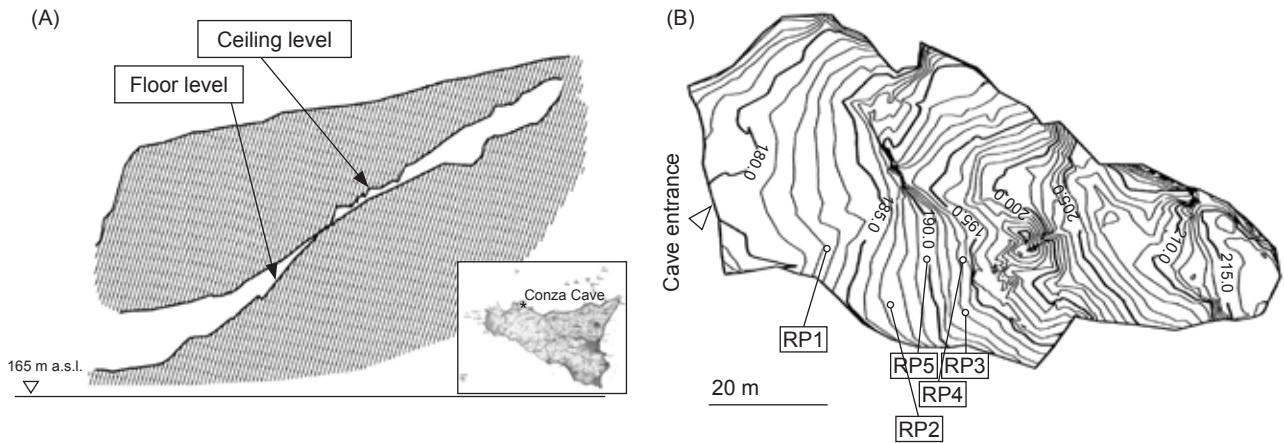 (A)
Ceiling level
Floor level
Conza Cave
*
165 m a.s.l.
(B)
Cave entrance
180.0
185.0
190.0
195.0
200.0
205.0
210.0
215.0
RP1
RP5
RP3
RP4
RP2
20 m